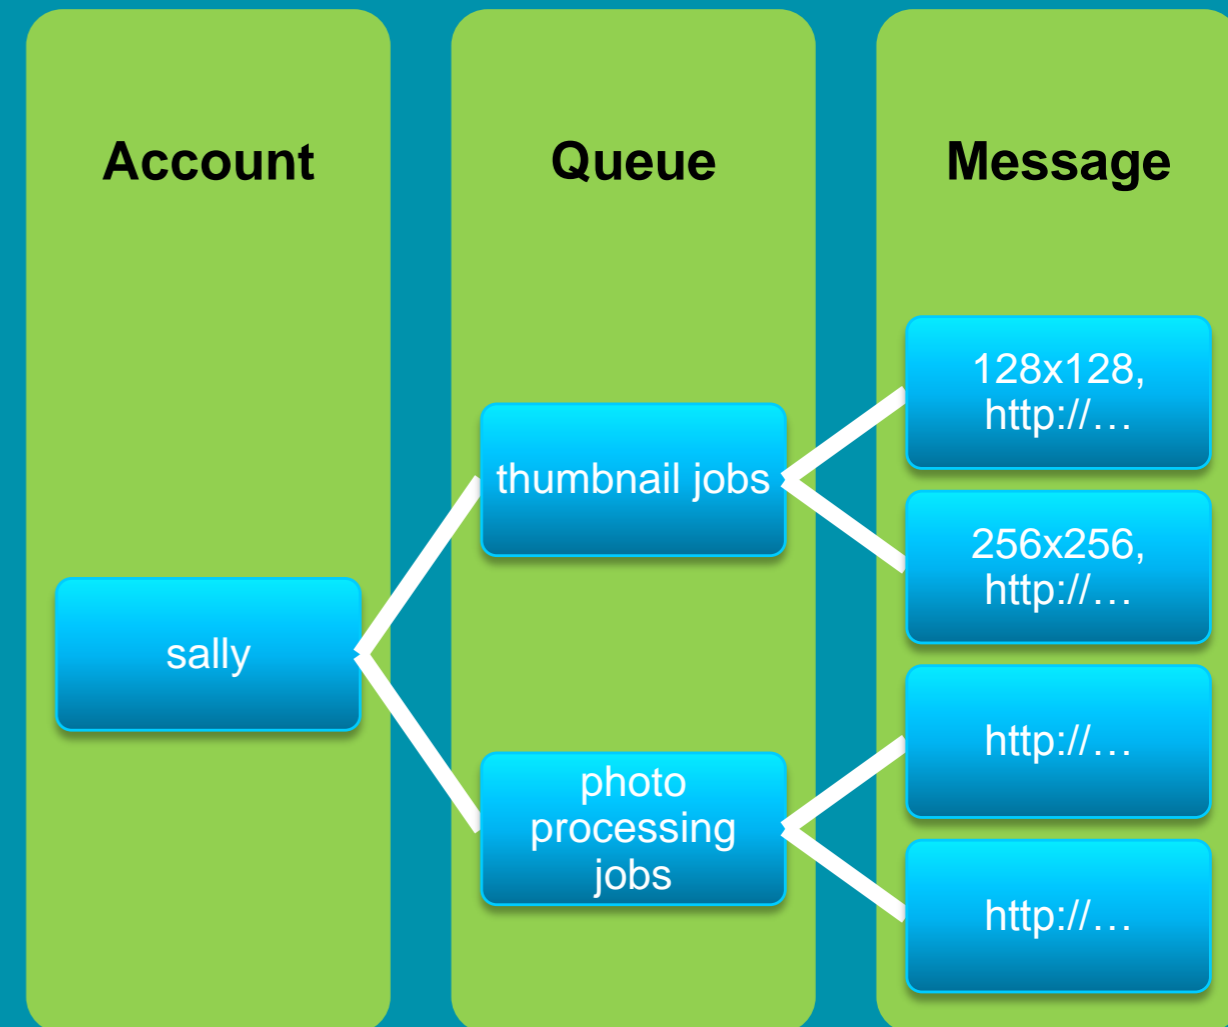 Account
Queue
Message
sally
thumbnail jobs
photo
processing
jobs
128x128,
http://…
256x256,
http://…
http://…
http://…